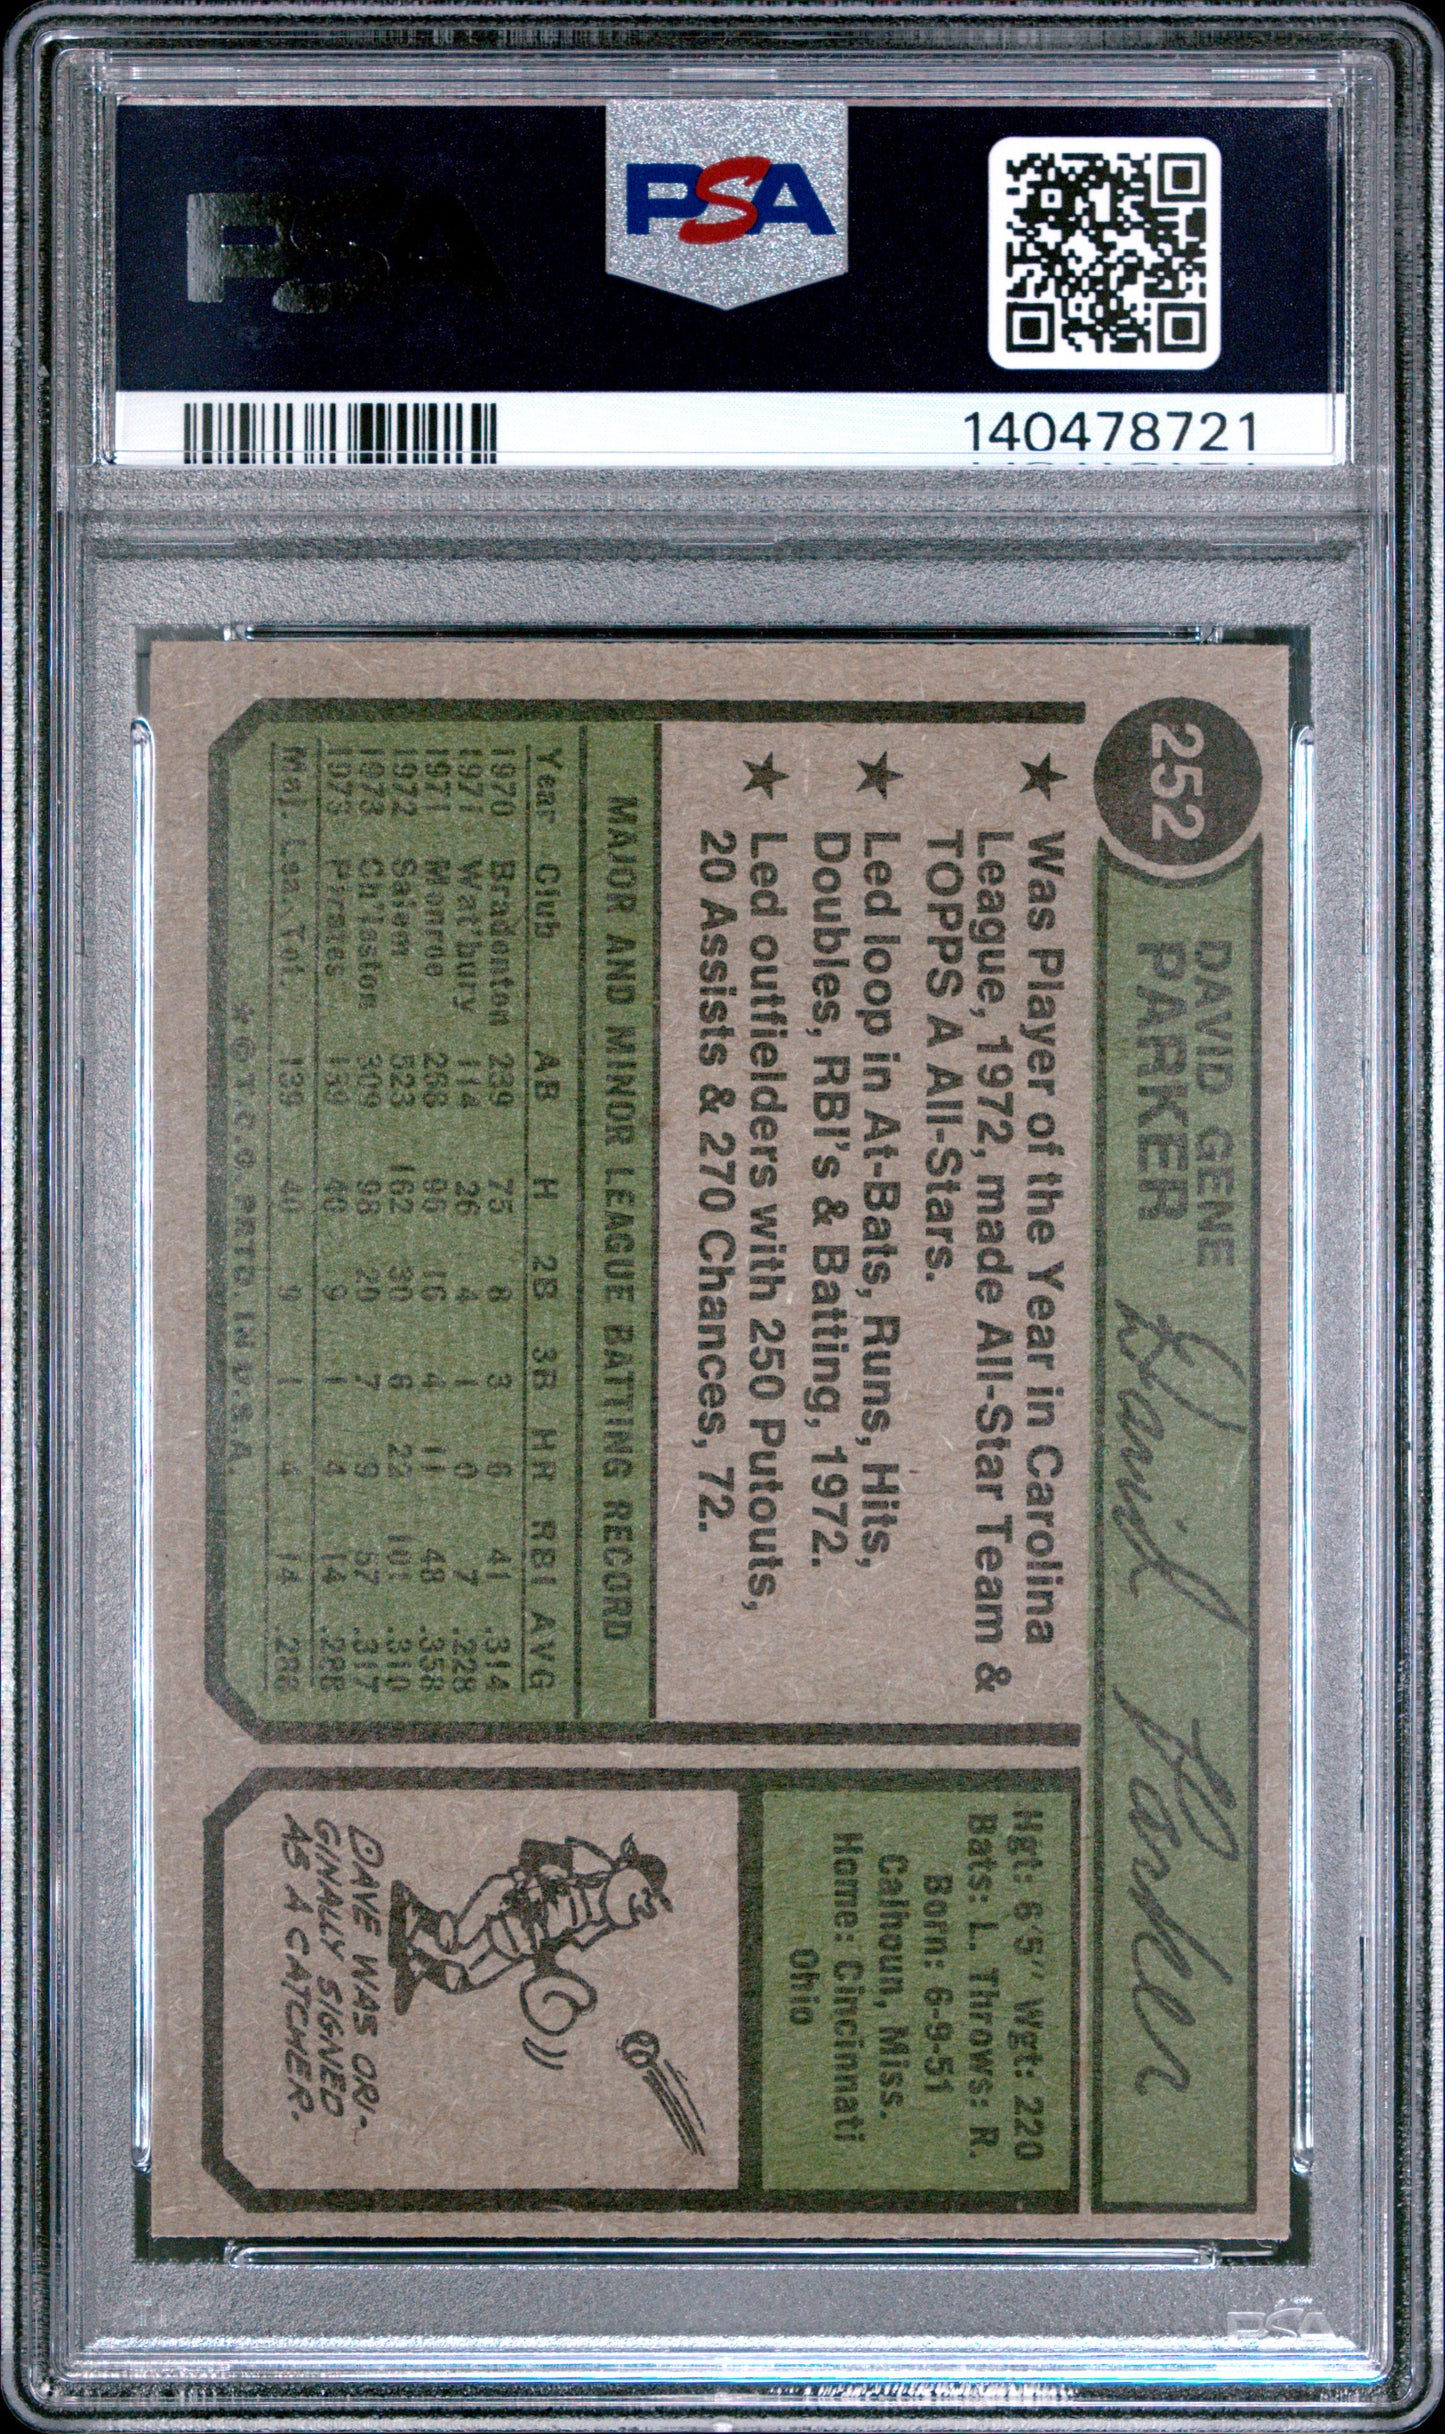 PSA
PSA
140478721
252
DAVID GENE
PARKER
David Parker
★ Was Player of the Year in Carolina
League, 1972, made All-Star Team &
TOPPS A All-Stars.
★ Led loop in At-Bats, Runs, Hits,
Doubles, RBI's & Batting, 1972.
★ Led outfielders with 250 Putouts,
20 Assists & 270 Chances, 72.
MAJOR AND MINOR LEAGUE BATTING RECORD
Year Club AB H 2B 3B HR RBI AVG
1970 Bradenton 239 75 8 3 6 41 .314
1971 Wat'bury 114 26 4 1 0 7 .228
1971 Monroe 268 96 16 4 11 48 .358
1972 Salem 523 162 30 6 22 101 .310
1973 Ch'leston 309 98 20 7 9 57 .317
1973 Pirates 139 40 9 1 4 14 .288
Maj. Lea Tot. 139 40 9 1 4 14 .288
* © T.C.G. PRTD. IN U.S.A.
Hgt: 6'5" Wgt: 220
Bats: L. Throws: R.
Born: 6-9-51
Calhoun, Miss.
Home: Cincinnati
Ohio
DAVE WAS ORI-
GINALLY SIGNED
AS A CATCHER.
PSA